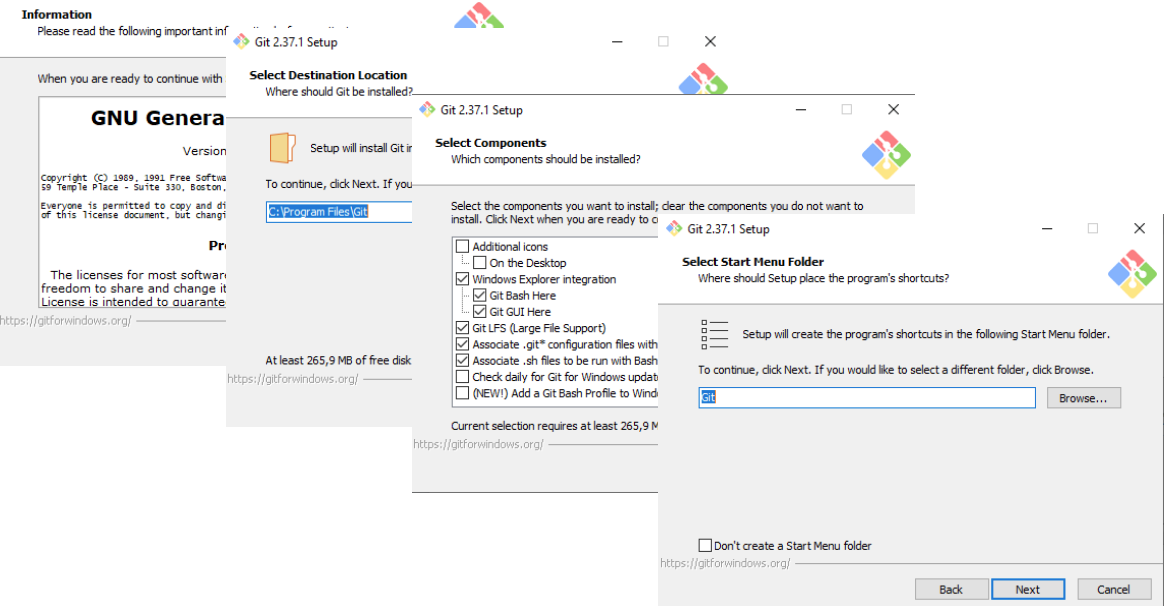 Information
Please read the following important
When you are ready to continue with
GNU Genera
Version
Copyright (C) 1989, 1991 Free Softwa
59 Temple Place - Suite 330, Boston,
Everyone is permitted to copy and di
of this license document, but changi
Pr
The licenses for most softwar
freedom to share and change it
License is intended to guarante
https://gitforwindows.org/
Git 2.37.1 Setup
Select Destination Location
Where should Git be installed?
Setup will install Git in
To continue, click Next. If you
C:\Program Files\Git
At least 265,9 MB of free disk
https://gitforwindows.org/
Git 2.37.1 Setup
Select Components
Which components should be installed?
Select the components you want to install; clear the components you do not want to
install. Click Next when you are ready to c
Additional icons
On the Desktop
Windows Explorer integration
Git Bash Here
Git GUI Here
Git LFS (Large File Support)
Associate .git* configuration files with
Associate .sh files to be run with Bash
Check daily for Git for Windows updat
(NEW!) Add a Git Bash Profile to Wind
Current selection requires at least 265,9 M
https://gitforwindows.org/
Git 2.37.1 Setup
Select Start Menu Folder
Where should Setup place the program's shortcuts?
Setup will create the program's shortcuts in the following Start Menu folder.
To continue, click Next. If you would like to select a different folder, click Browse.
Git
Browse...
Don't create a Start Menu folder
https://gitforwindows.org/
Back
Next
Cancel